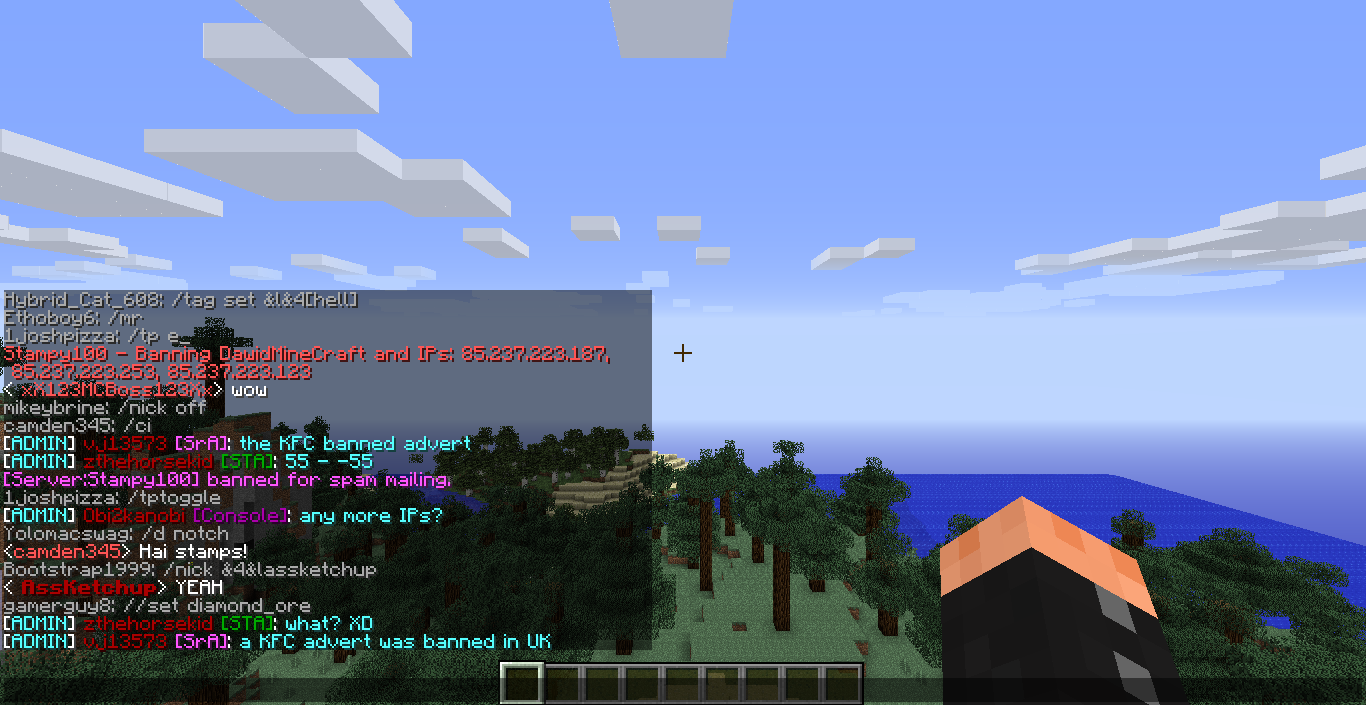 Hybrid_Cat_608: /tag set &l&4[hell]
Ethoboy6: /mr
1joshpizza: /tp e_
Stampy100 - Banning DawidMineCraft and IPs: 85.237.223.187,
85.237.223.253, 85.237.223.123
< xX123MCBoss123Xx> wow
mikeybrine: /nick off
camden345: /ci
[ADMIN] vj13573 [SrA]: the KFC banned advert
[ADMIN] zthehorsekid [STA]: 55 - -55
[Server:Stampy100] banned for spam mailing.
1joshpizza: /tptoggle
[ADMIN] Obi2kanobi [Console]: any more IPs?
Yolomacswag: /d notch
<camden345> Hai stamps!
Bootstrap1999: /nick &4&lassketchup
< AssKetchup> YEAH
gamerguy8: //set diamond_ore
[ADMIN] zthehorsekid [STA]: what? XD
[ADMIN] vj13573 [SrA]: a KFC advert was banned in UK